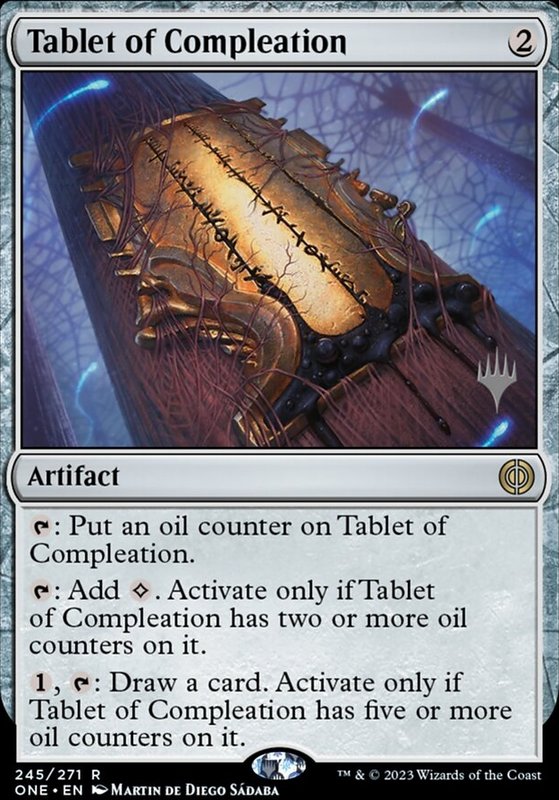 Tablet of Compleation 2
Artifact
: Put an oil counter on Tablet of
Compleation.
: Add . Activate only if Tablet
of Compleation has two or more oil
counters on it.
1, : Draw a card. Activate only if
Tablet of Compleation has five or more
oil counters on it.
245/271 R
ONE • EN Martin de Diego Sádaba
™ & © 2023 Wizards of the Coast